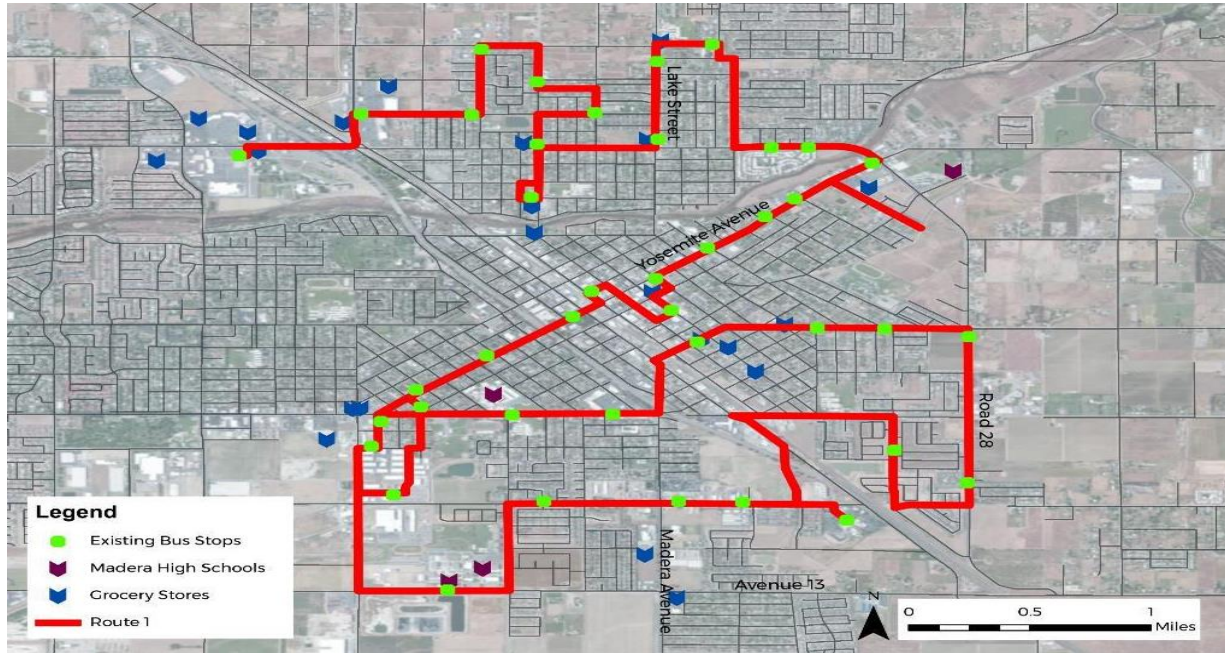 Lake Street
Yosemite Avenue
Road 28
Madera Avenue
Avenue 13
Legend
Existing Bus Stops
Madera High Schools
Grocery Stores
Route 1
N
0 0.5 1
Miles